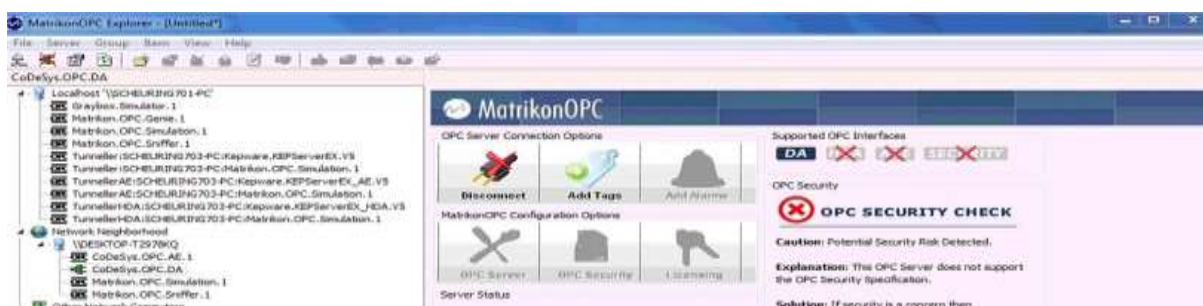 MatrikonOPC Explorer - [Untitled*]
File Server Group Item View Help
CoDeSys.OPC.DA
Localhost '\\SCHEURING701-PC'
Graybox.Simulator.1
Matrikon.OPC.Genie.1
Matrikon.OPC.Simulation.1
Matrikon.OPC.Sniffer.1
Tunneller:SCHEURING703-PC:Kepware.KEPServerEX.V5
Tunneller:SCHEURING703-PC:Matrikon.OPC.Simulation.1
TunnellerAE:SCHEURING703-PC:Kepware.KEPServerEX_AE.V5
TunnellerAE:SCHEURING703-PC:Matrikon.OPC.Simulation.1
TunnellerHDA:SCHEURING703-PC:Kepware.KEPServerEX_HDA.V5
TunnellerHDA:SCHEURING703-PC:Matrikon.OPC.Simulation.1
Network Neighborhood
\\DESKTOP-T2978KQ
CoDeSys.OPC.AE.1
CoDeSys.OPC.DA
Matrikon.OPC.Simulation.1
Matrikon.OPC.Sniffer.1
Other Network Computers
MatrikonOPC
OPC Server Connection Options
Disconnect Add Tags Add Alarms
MatrikonOPC Configuration Options
OPC Server OPC Security Licensing
Server Status
Supported OPC Interfaces
DA SECURITY
OPC Security
OPC SECURITY CHECK
Caution: Potential Security Risk Detected.
Explanation: This OPC Server does not support
the OPC Security Specification.
Solution: If security is a concern then